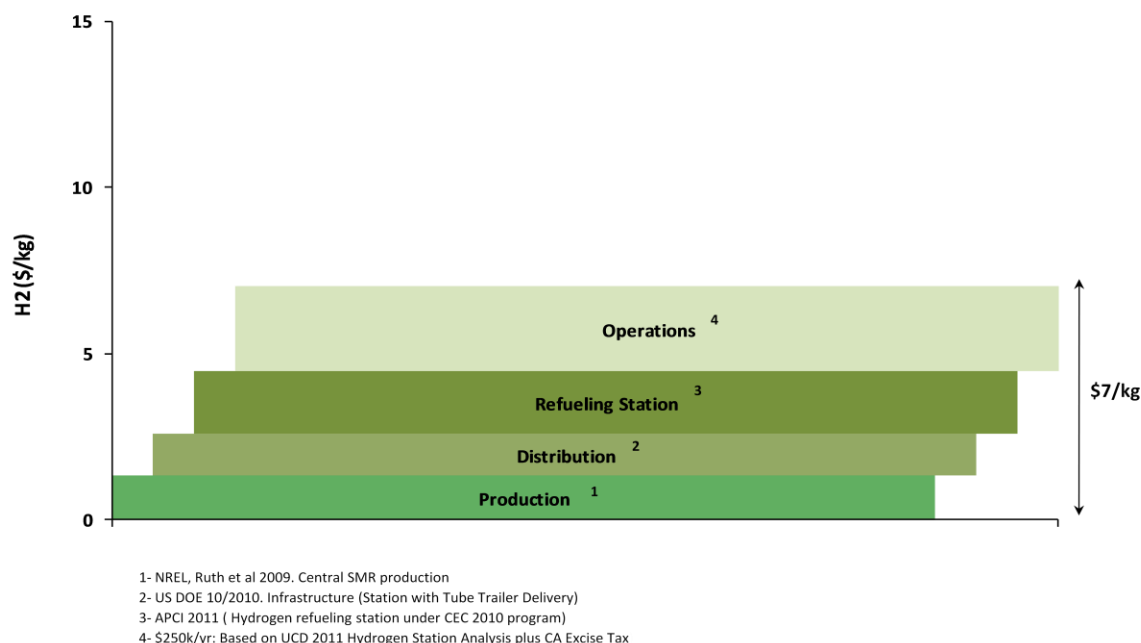 15
10
H2 ($/kg)
Operations 4
5
Refueling Station 3
$7/kg
Distribution 2
Production 1
0
1- NREL, Ruth et al 2009. Central SMR production
2- US DOE 10/2010. Infrastructure (Station with Tube Trailer Delivery)
3- APCI 2011 ( Hydrogen refueling station under CEC 2010 program)
4- $250k/yr: Based on UCD 2011 Hydrogen Station Analysis plus CA Excise Tax